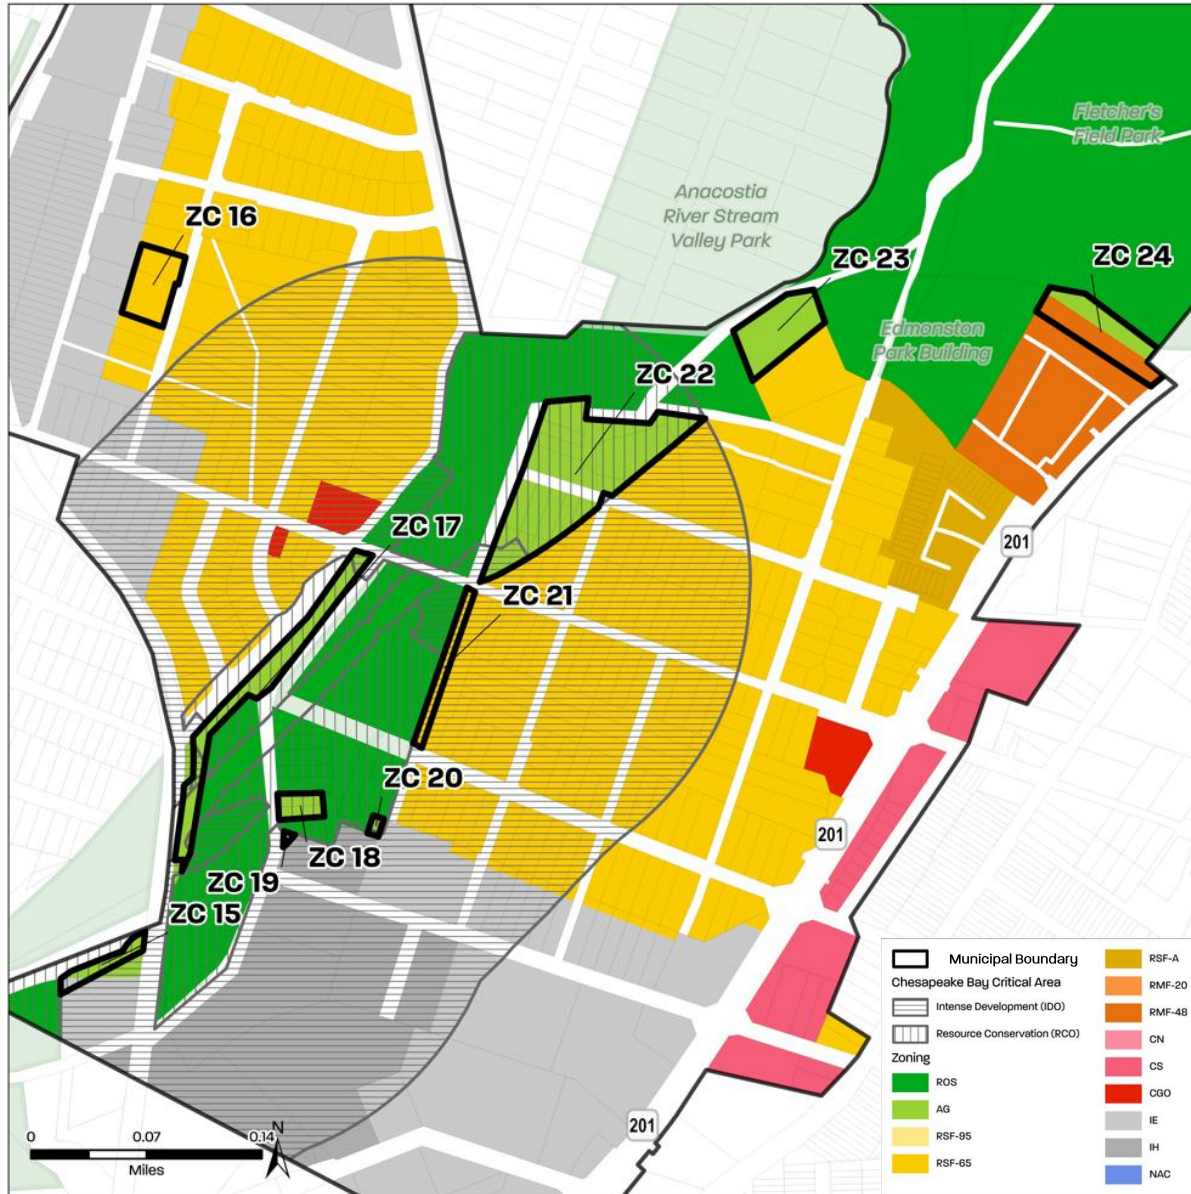 Fletcher's
Field Park
Anacostia
River Stream
Valley Park
ZC 16
ZC 23
ZC 24
Edmonston
Park Building
ZC 22
ZC 17
201
ZC 21
ZC 20
201
ZC 18
ZC 19
ZC 15
201
0 0.07 0.14
Miles
N
Municipal Boundary
Chesapeake Bay Critical Area
Intense Development (IDO)
Resource Conservation (RCO)
Zoning
ROS
AG
RSF-95
RSF-65
RSF-A
RMF-20
RMF-48
CN
CS
CGO
IE
IH
NAC